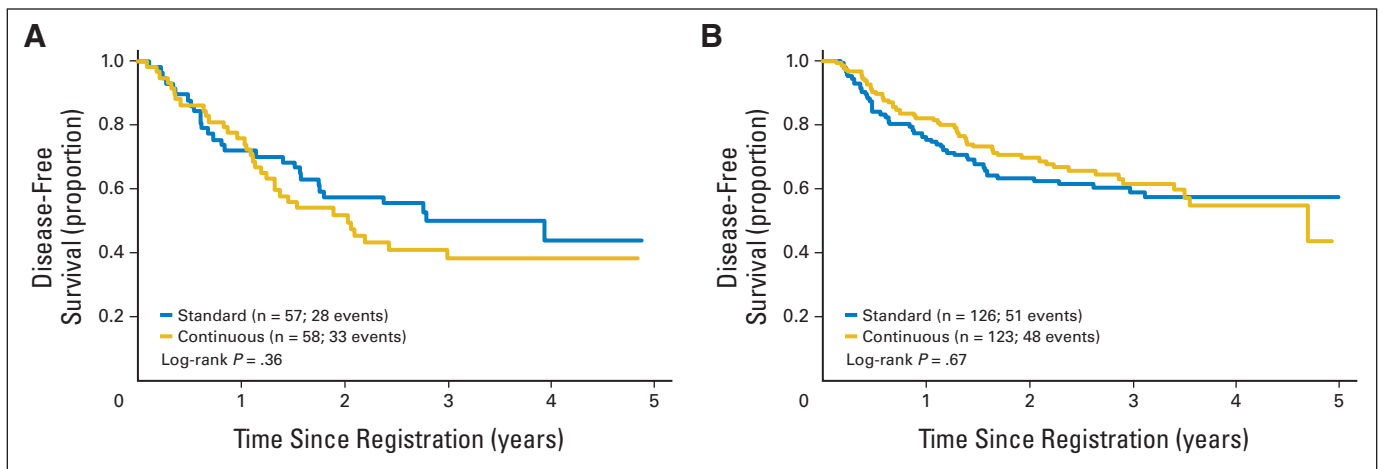 A
Disease-Free
Survival (proportion)
1.0
0.8
0.6
0.4
0.2
0
1
2
3
4
5
Standard (n = 57; 28 events)
Continuous (n = 58; 33 events)
Log-rank P = .36
Time Since Registration (years)
B
Disease-Free
Survival (proportion)
1.0
0.8
0.6
0.4
0.2
0
1
2
3
4
5
Standard (n = 126; 51 events)
Continuous (n = 123; 48 events)
Log-rank P = .67
Time Since Registration (years)